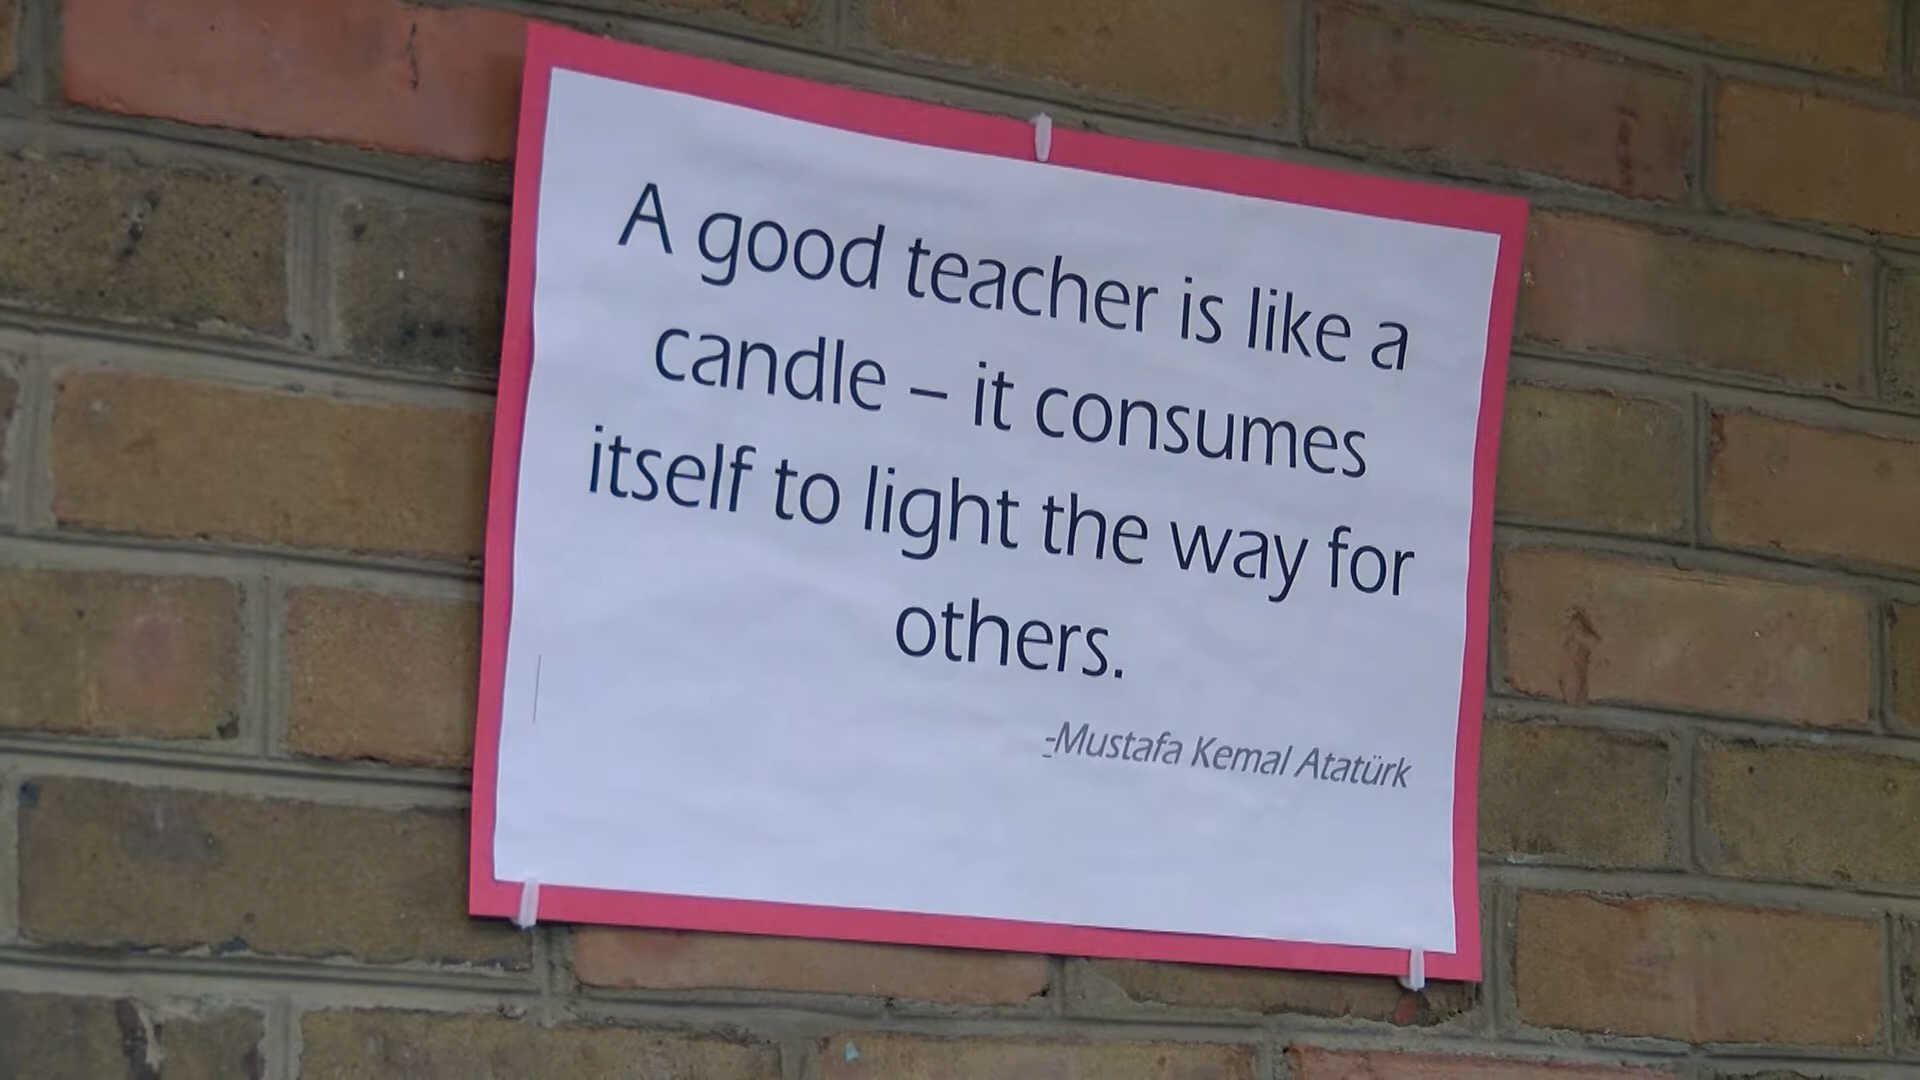 A good teacher is like a
candle – it consumes
itself to light the way for
others.
-Mustafa Kemal Atatürk